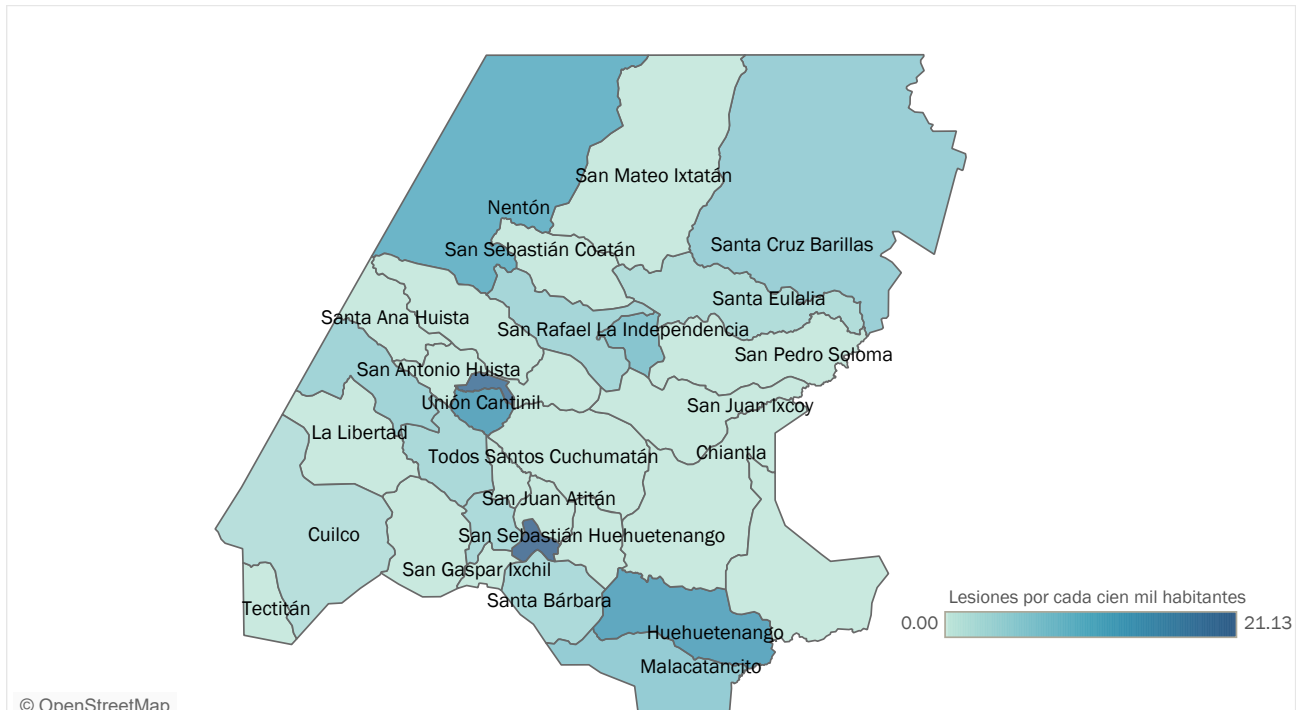 San Mateo Ixtatán
Nentón
Santa Cruz Barillas
San Sebastián Coatán
Santa Eulalia
Santa Ana Huista
San Rafael La Independencia
San Pedro Soloma
San Antonio Huista
Unión Cantinil
San Juan Ixcoy
La Libertad
Chiantla
Todos Santos Cuchumatán
San Juan Atitán
Cuilco
San Sebastián Huehuetenango
San Gaspar Ixchil
Santa Bárbara
Tectitán
Huehuetenango
Malacatancito
Lesiones por cada cien mil habitantes
0.00
21.13
© OpenStreetMap